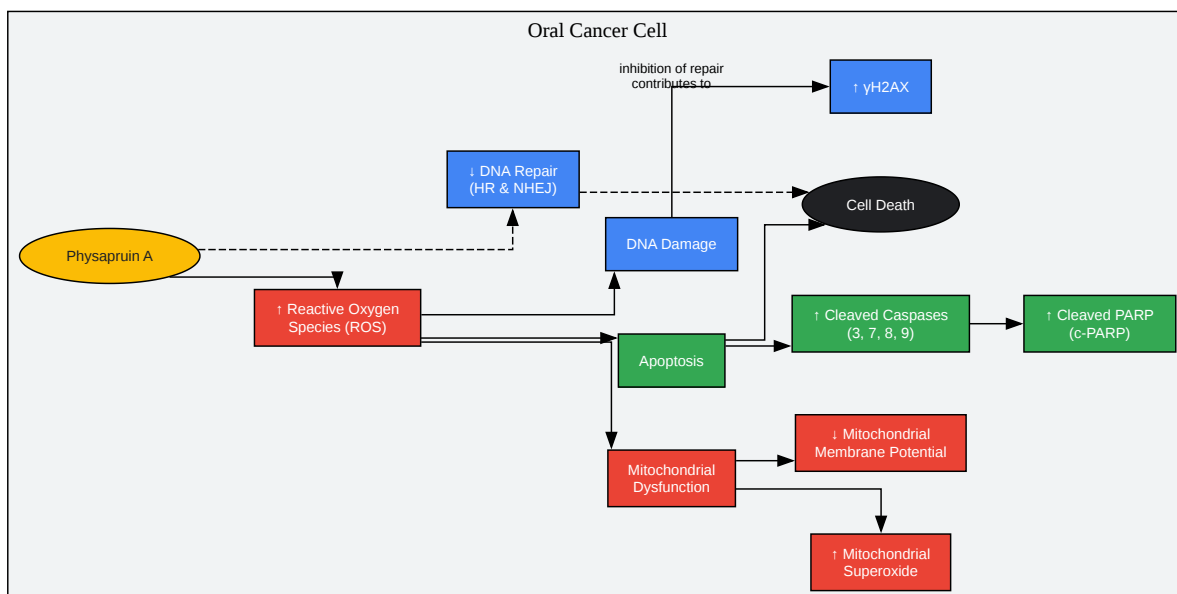 Oral Cancer Cell
inhibition of repair
contributes to
↑ γH2AX
↓ DNA Repair
(HR & NHEJ)
Cell Death
Physapruin A
DNA Damage
↑ Reactive Oxygen
Species (ROS)
Apoptosis
↑ Cleaved Caspases
(3, 7, 8, 9)
↑ Cleaved PARP
(c-PARP)
↓ Mitochondrial
Membrane Potential
Mitochondrial
Dysfunction
↑ Mitochondrial
Superoxide